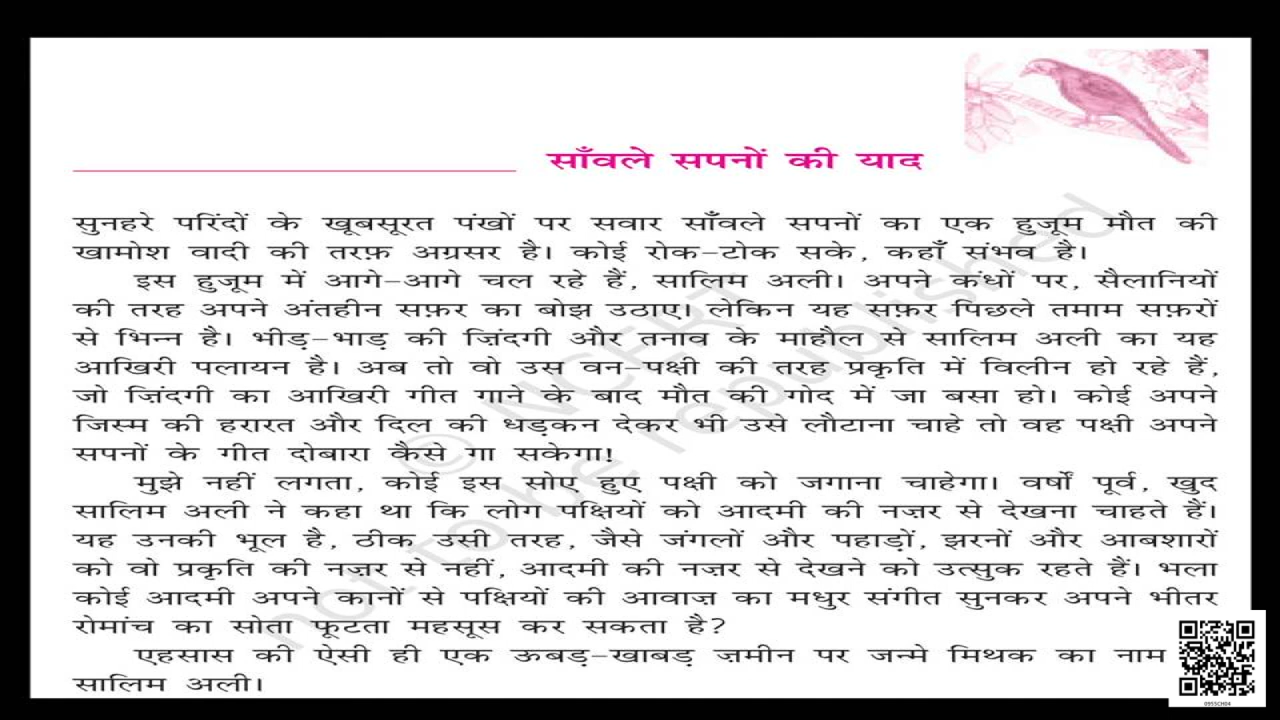 साँवले सपनों की याद
सुनहरे परिंदों के खूबसूरत पंखों पर सवार साँवले सपनों का एक हुजूम मौत की
खामोश वादी की तरफ़ अग्रसर है। कोई रोक-टोक सके, कहाँ संभव है।
इस हुजूम में आगे-आगे चल रहे हैं, सालिम अली। अपने कंधों पर, सैलानियों
की तरह अपने अंतहीन सफ़र का बोझ उठाए। लेकिन यह सफ़र पिछले तमाम सफ़रों
से भिन्न है। भीड़-भाड़ की ज़िंदगी और तनाव के माहौल से सालिम अली का यह
आखिरी पलायन है। अब तो वो उस वन-पक्षी की तरह प्रकृति में विलीन हो रहे हैं,
जो ज़िंदगी का आखिरी गीत गाने के बाद मौत की गोद में जा बसा हो। कोई अपने
जिस्म की हरारत और दिल की धड़कन देकर भी उसे लौटाना चाहे तो वह पक्षी अपने
सपनों के गीत दोबारा कैसे गा सकेगा!
मुझे नहीं लगता, कोई इस सोए हुए पक्षी को जगाना चाहेगा। वर्षों पूर्व, खुद
सालिम अली ने कहा था कि लोग पक्षियों को आदमी की नज़र से देखना चाहते हैं।
यह उनकी भूल है, ठीक उसी तरह, जैसे जंगलों और पहाड़ों, झरनों और आबशारों
को वो प्रकृति की नज़र से नहीं, आदमी की नज़र से देखने को उत्सुक रहते हैं। भला
कोई आदमी अपने कानों से पक्षियों की आवाज़ का मधुर संगीत सुनकर अपने भीतर
रोमांच का सोता फूटता महसूस कर सकता है?
एहसास की ऐसी ही एक ऊबड़-खाबड़ ज़मीन पर जन्मे मिथक का नाम
सालिम अली।
© NCERT
not to be republished
0955CH04